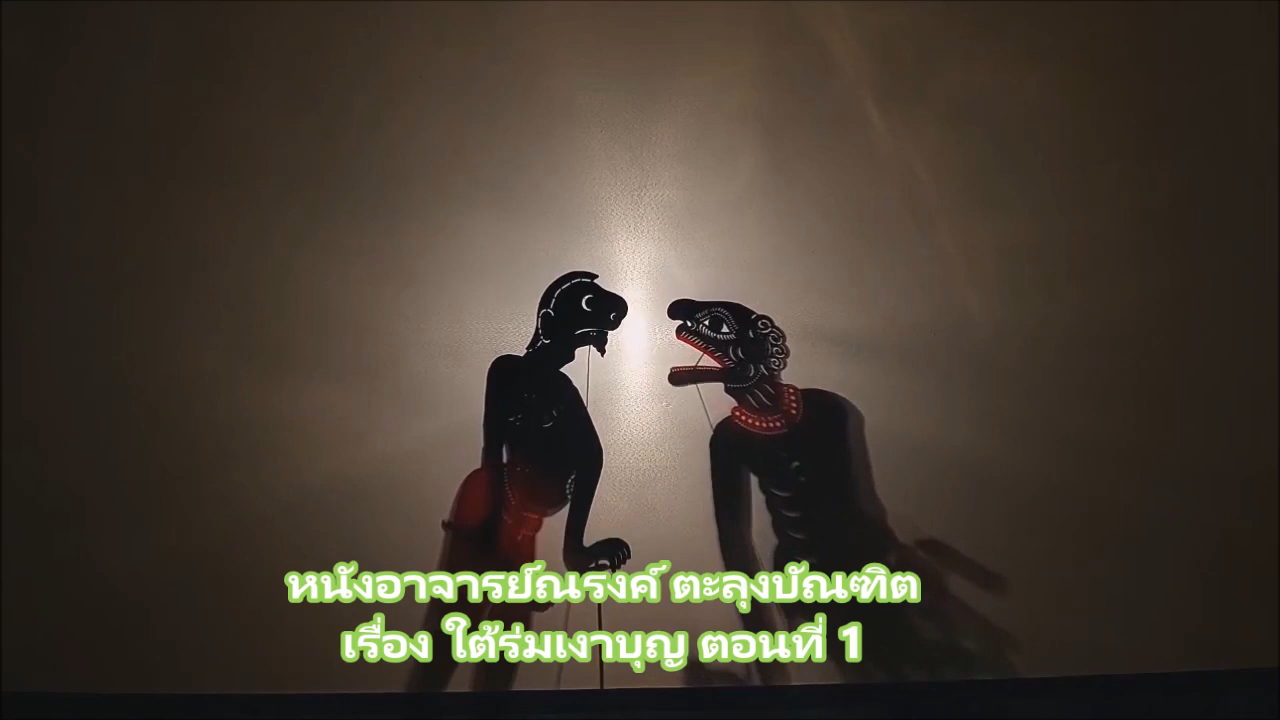 หนังอาจารย์ณรงค์ ตะลุงบัณฑิต
เรื่อง ใต้ร่มเงาบุญ ตอนที่ 1